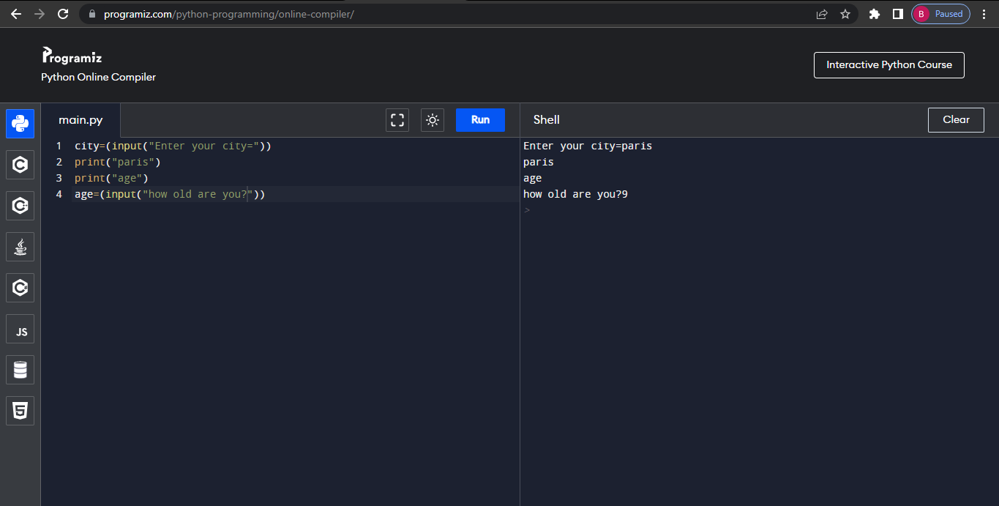 programiz.com/python-programming/online-compiler/
B Paused
Programiz
Python Online Compiler
Interactive Python Course
main.py
Run
Shell
Clear
1 city=(input("Enter your city="))
2 print("paris")
3 print("age")
4 age=(input("how old are you?"))
Enter your city=paris
paris
age
how old are you?9
>
C
C++
C#
JS
5